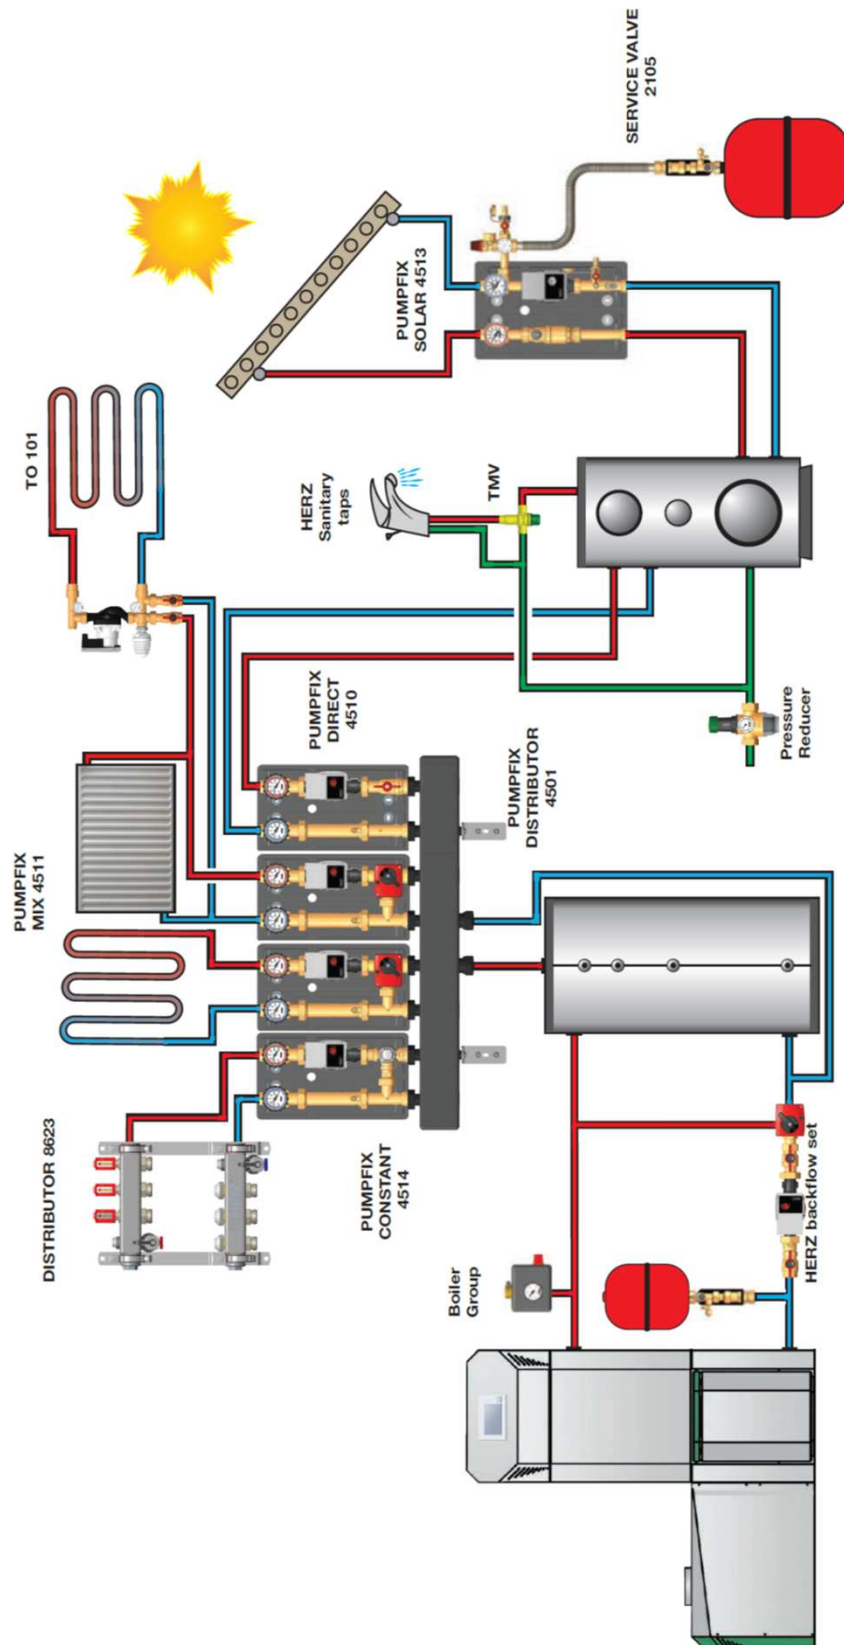 SERVICE VALVE
2105
PUMPFIX
SOLAR 4513
TO 101
HERZ
Sanitary
taps
TMV
PUMPFIX
DIRECT
4510
Pressure
Reducer
PUMPFIX
MIX 4511
PUMPFIX
DISTRIBUTOR
4501
DISTRIBUTOR 8623
PUMPFIX
CONSTANT
4514
Boiler
Group
HERZ backflow set